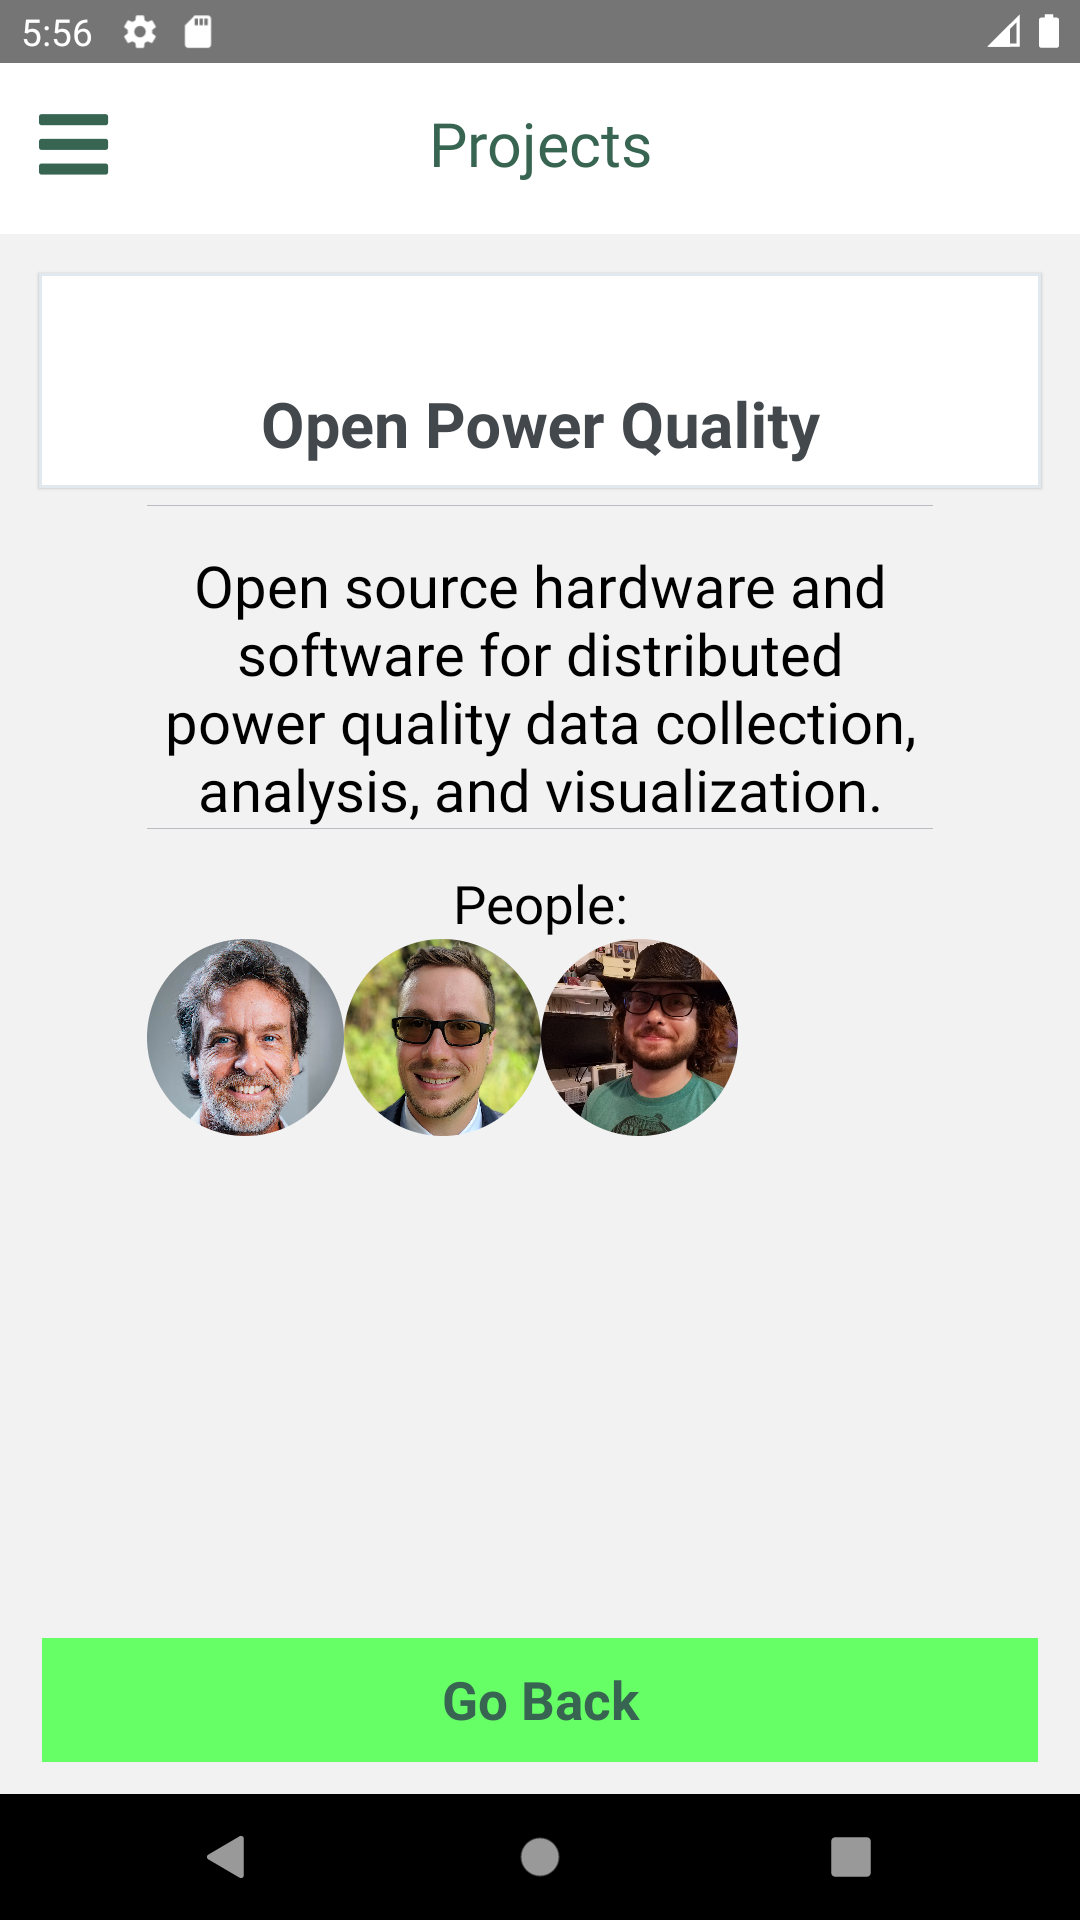 5:56
Projects
Open Power Quality
Open source hardware and
software for distributed
power quality data collection,
analysis, and visualization.
People:
Go Back